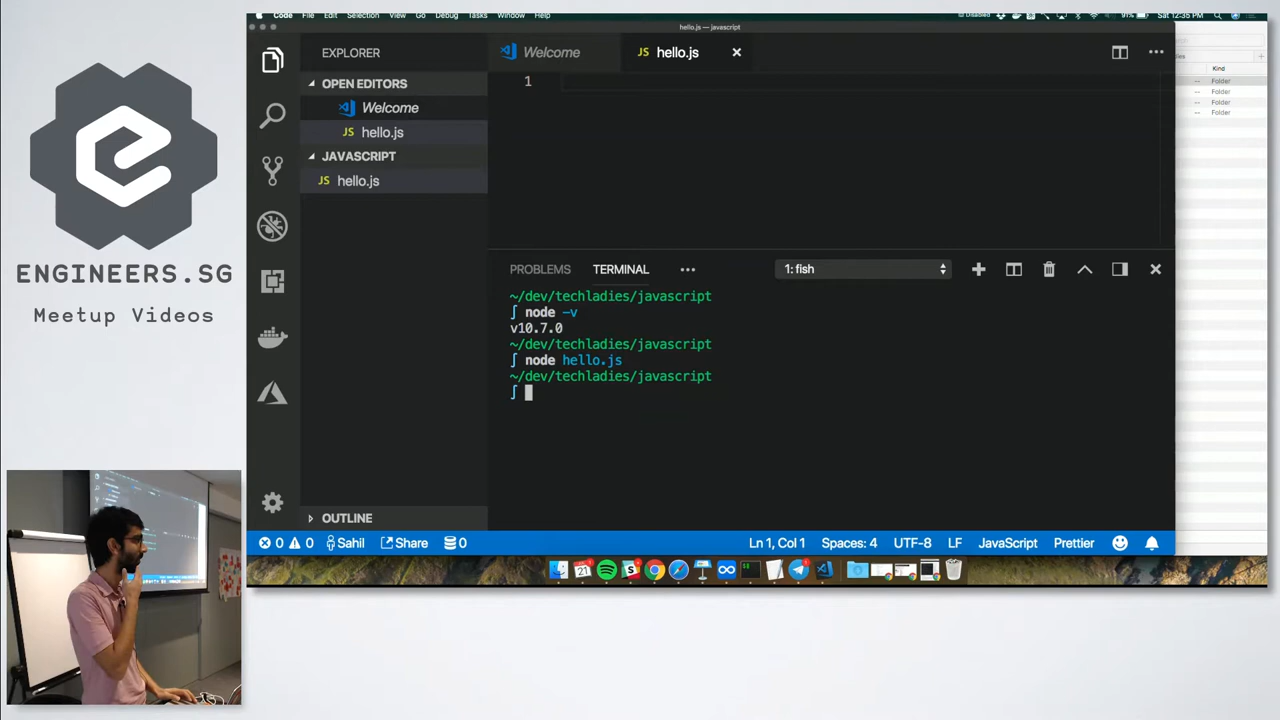 ENGINEERS.SG
Meetup Videos
Code File Edit Selection View Go Debug Tasks Window Help
91% Sat 12:35 PM
hello.js — javascript
EXPLORER
OPEN EDITORS
Welcome
JS hello.js
JAVASCRIPT
JS hello.js
OUTLINE
Welcome
JS hello.js
1
PROBLEMS TERMINAL ••• 1: fish
~/dev/techladies/javascript
∫ node -v
v10.7.0
~/dev/techladies/javascript
∫ node hello.js
~/dev/techladies/javascript
∫
0 0 Sahil Share 0
Ln 1, Col 1 Spaces: 4 UTF-8 LF JavaScript Prettier
Kind
-- Folder
-- Folder
-- Folder
-- Folder
21